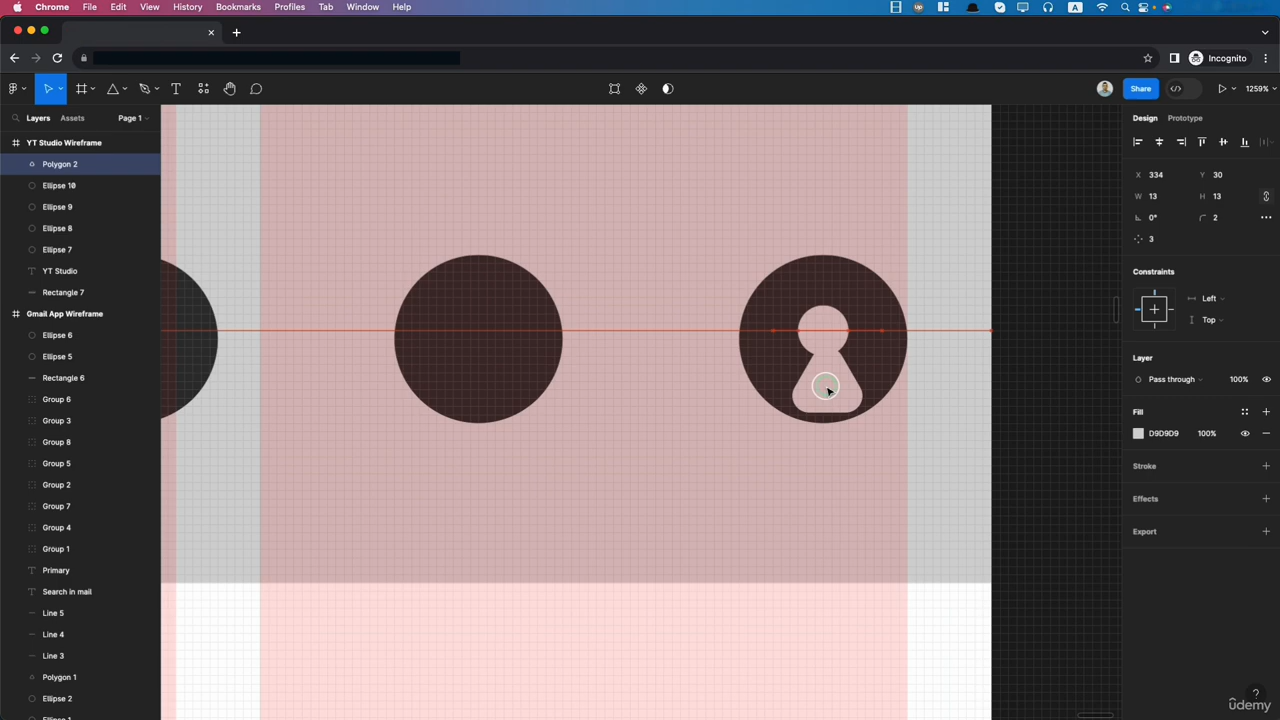 Chrome File Edit View History Bookmarks Profiles Tab Window Help
Up A
Incognito
Share 1259%
Layers Assets Page 1 Design Prototype
YT Studio Wireframe
Polygon 2
Ellipse 10
Ellipse 9
Ellipse 8
Ellipse 7
YT Studio
Rectangle 7
Gmail App Wireframe
Ellipse 6
Ellipse 5
Rectangle 6
Group 6
Group 3
Group 8
Group 5
Group 2
Group 7
Group 4
Group 1
Primary
Search in mail
Line 5
Line 4
Line 3
Polygon 1
Ellipse 2
Ellipse 1
X 334 Y 30
W 13 H 13
0° 2
3
Constraints
Left
Top
Layer
Pass through 100%
Fill
D9D9D9 100%
Stroke
Effects
Export
?
ûdemy